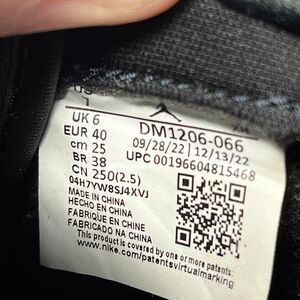 US
UK 6
EUR 40
cm 25
BR 38
CN 250(2.5)
DM1206-066
09/28/22 12/13/22
UPC 00196604815468
04H7YW8SJ4XVJ
MADE IN CHINA
HECHO EN CHINA
FABRIQUE EN CHINE
FABRICADO NA CHINA
This product is covered by one or more patents:
www.nike.com/patentsvirtualmarking